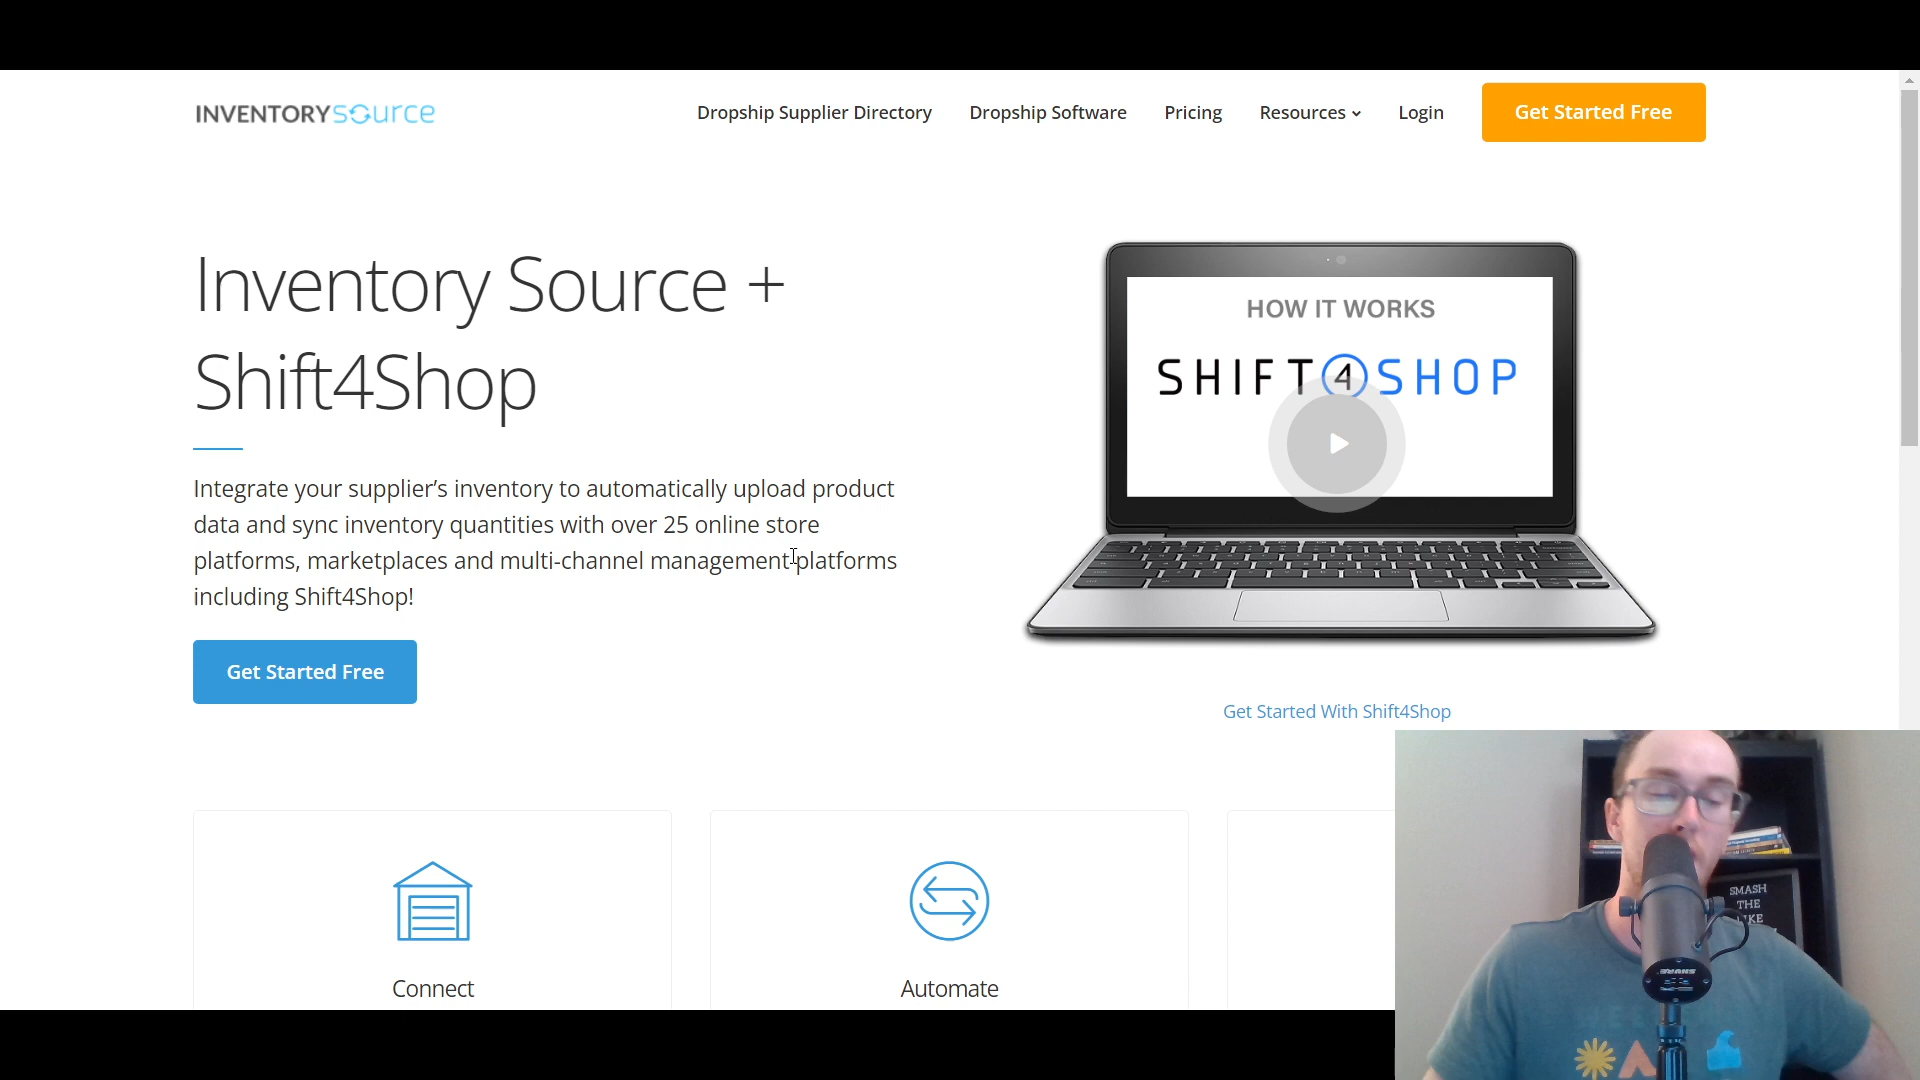 INVENTORYSOurce
Dropship Supplier Directory
Dropship Software
Pricing
Resources
Login
Get Started Free
Inventory Source +
Shift4Shop
Integrate your supplier’s inventory to automatically upload product
data and sync inventory quantities with over 25 online store
platforms, marketplaces and multi-channel management platforms
including Shift4Shop!
Get Started Free
HOW IT WORKS
SHIFT4SHOP
Get Started With Shift4Shop
Connect
Automate
SMASH
THE
SHURE